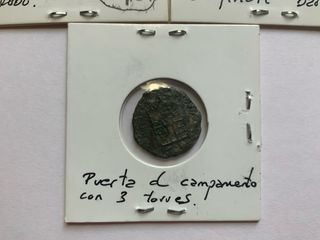 Puerta d campamento
con 3 torres.